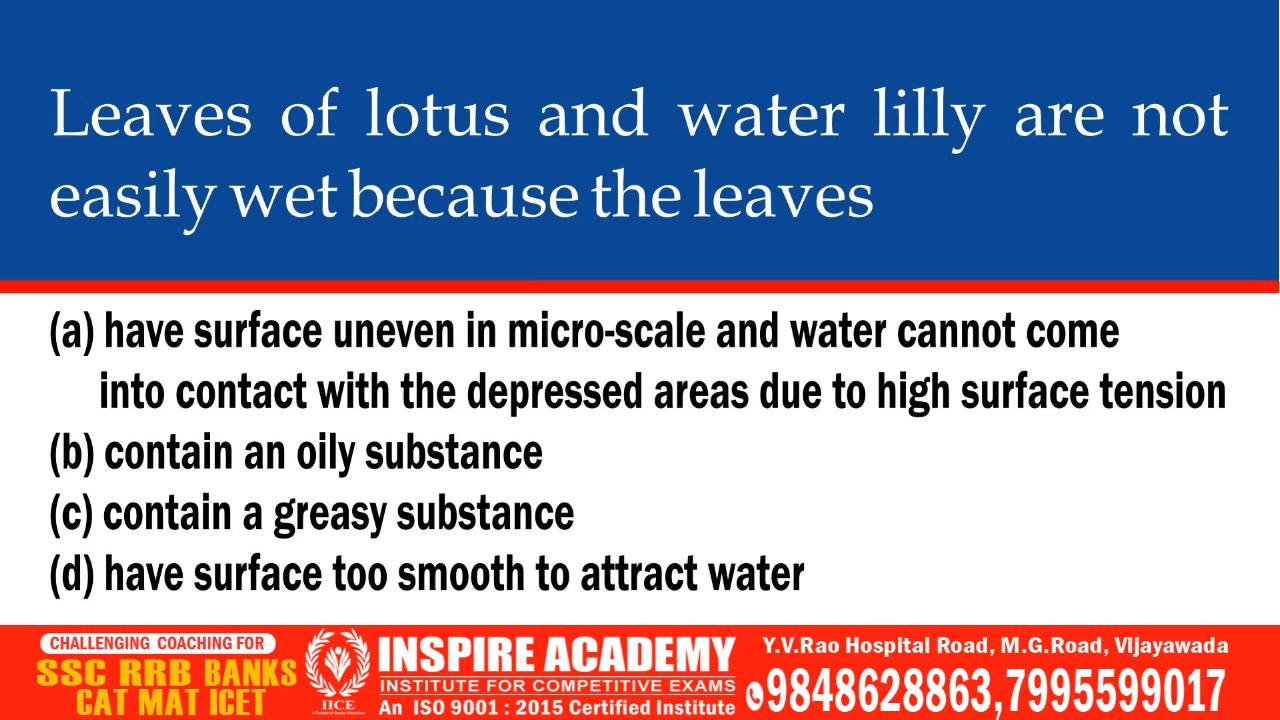 Leaves of lotus and water lilly are not
easily wet because the leaves
(a) have surface uneven in micro-scale and water cannot come
into contact with the depressed areas due to high surface tension
(b) contain an oily substance
(c) contain a greasy substance
(d) have surface too smooth to attract water
CHALLENGING COACHING FOR
SSC RRB BANKS
CAT MAT ICET
IICE
INSPIRE ACADEMY
INSTITUTE FOR COMPETITIVE EXAMS
An ISO 9001 : 2015 Certified Institute
Y.V.Rao Hospital Road, M.G.Road, Vijayawada
9848628863,7995599017